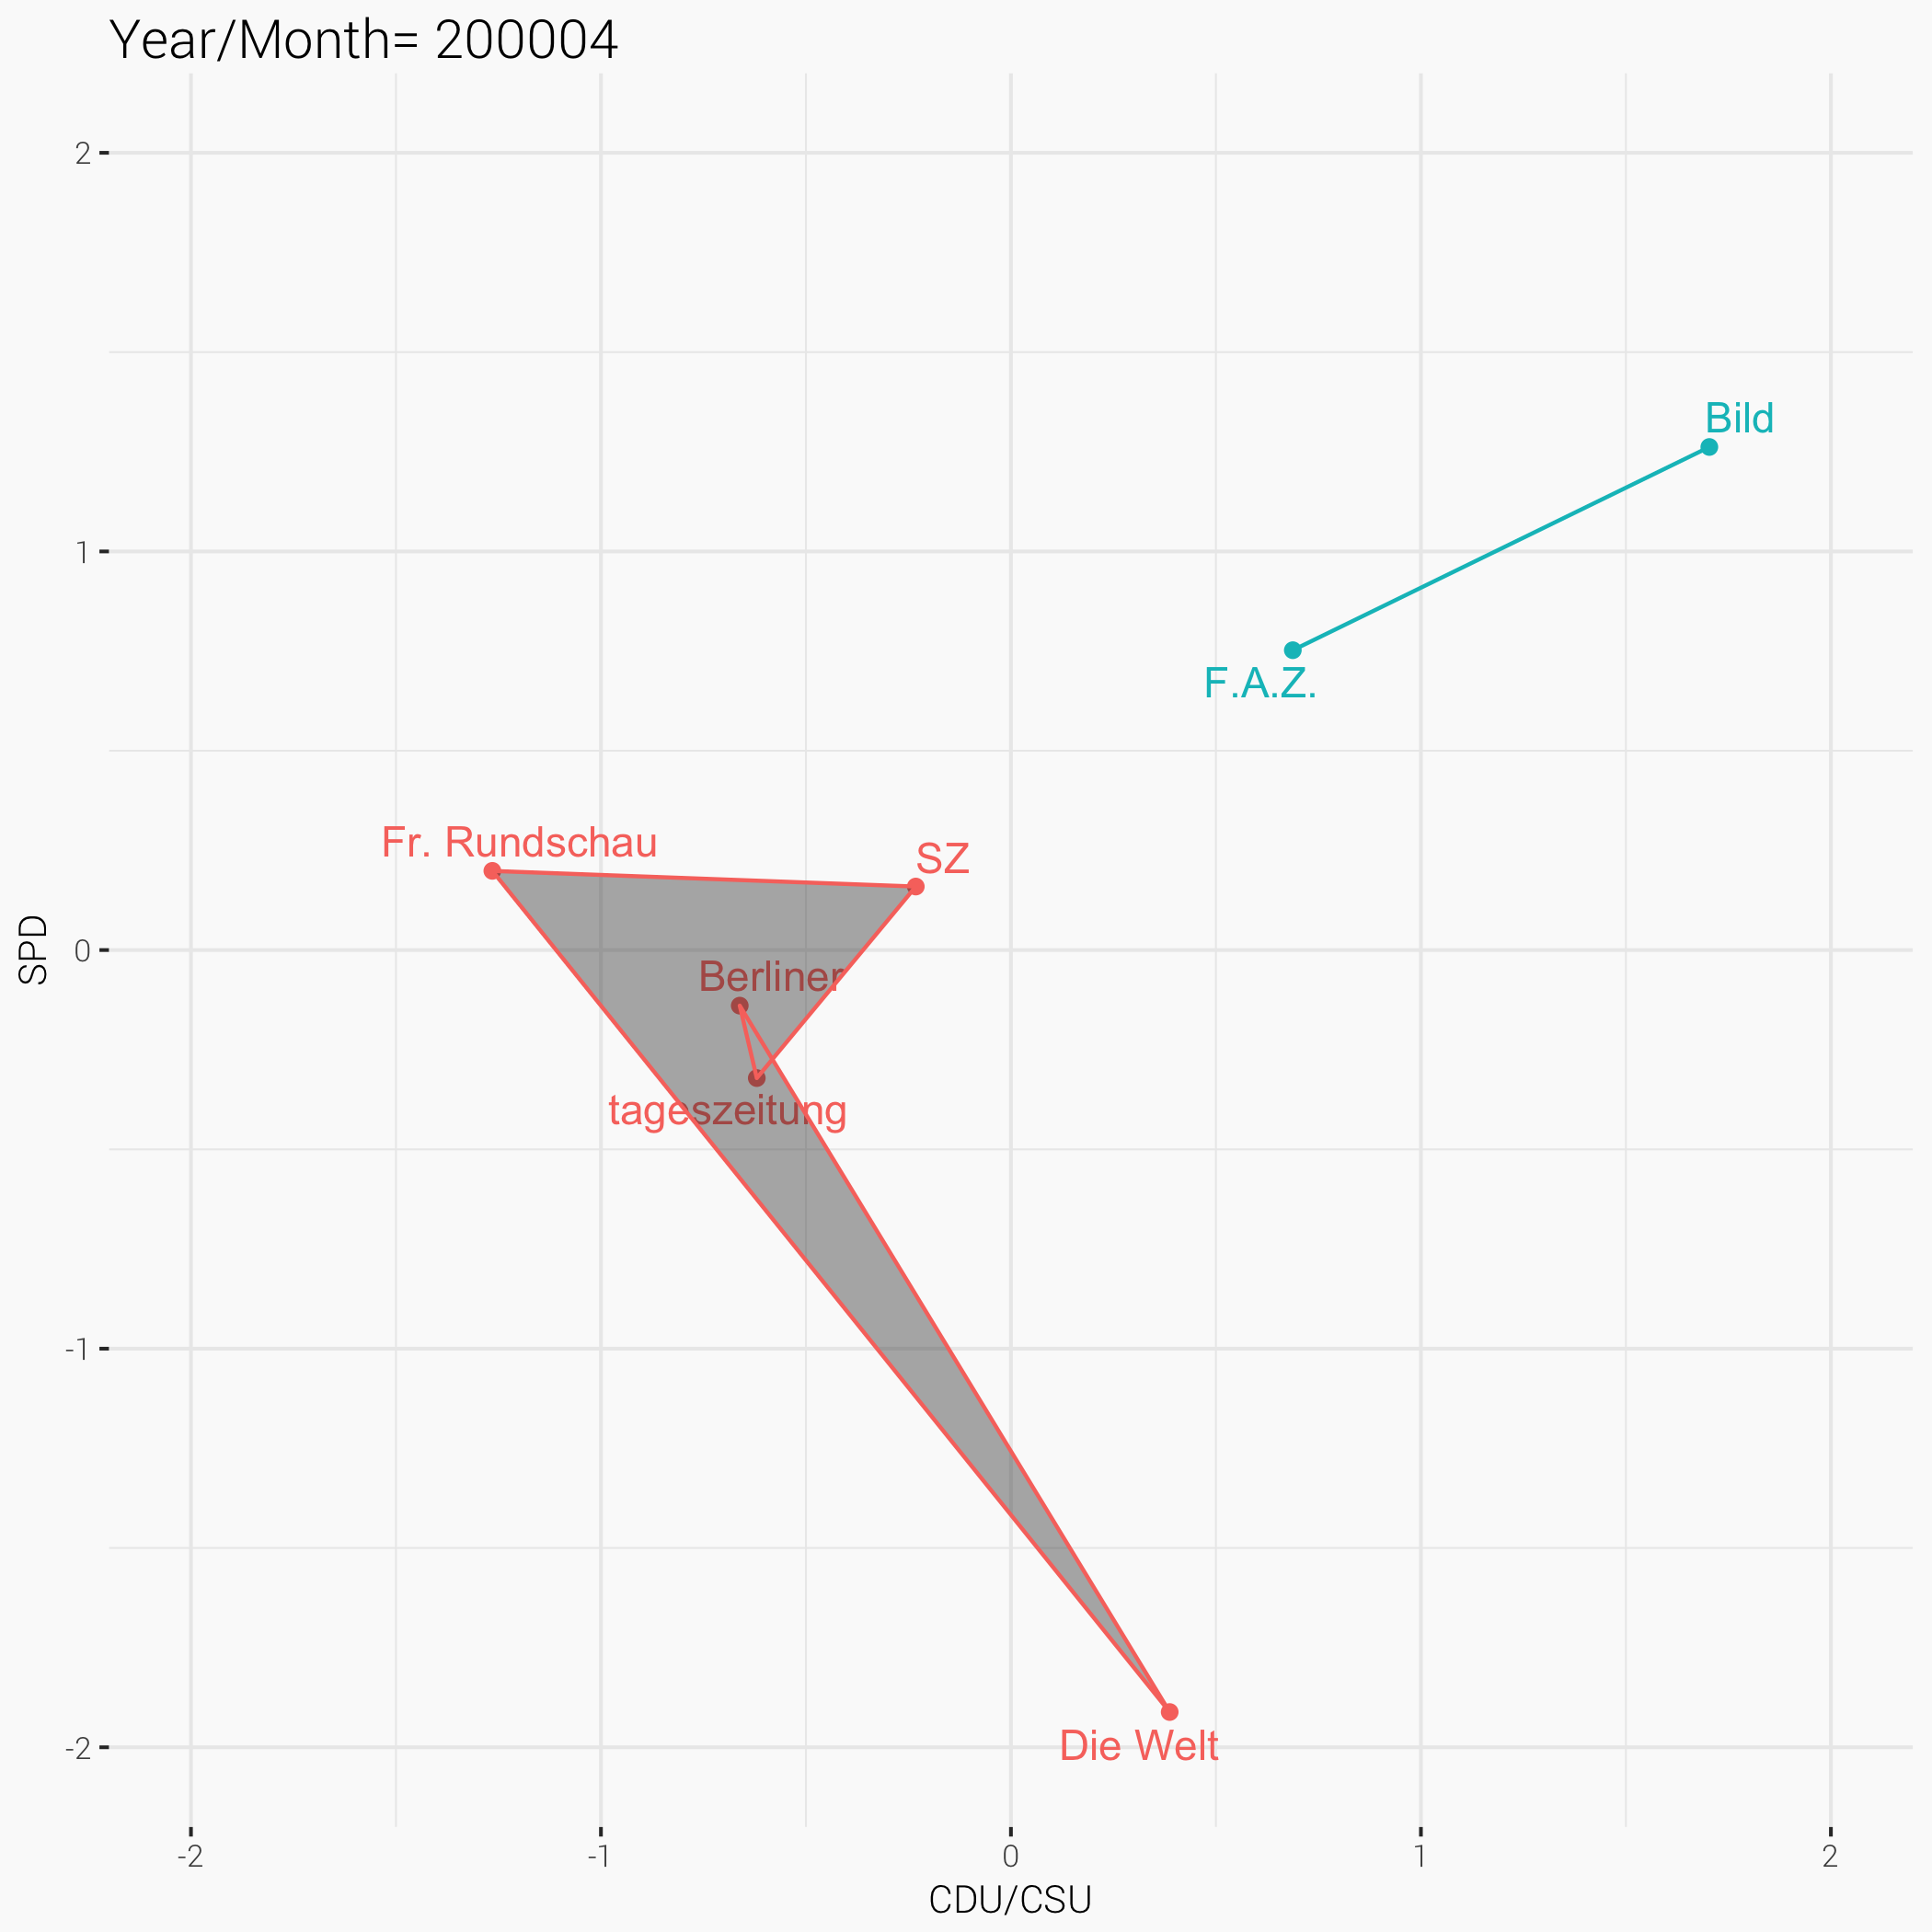 Year/Month= 200004
2
Bild
1
F.A.Z.
Fr. Rundschau
SZ
SPD
0
Berliner
tageszeitung
-1
Die Welt
-2
-2
-1
0
1
2
CDU/CSU